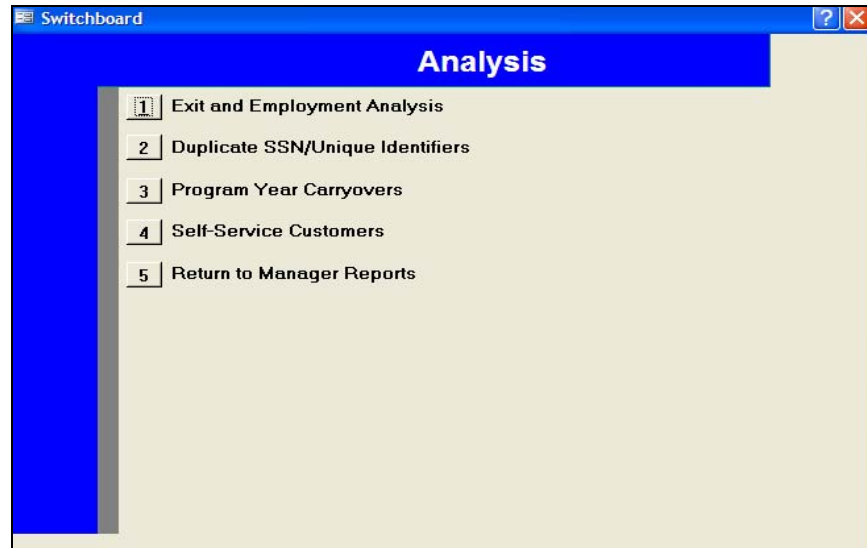 Switchboard
Analysis
1 Exit and Employment Analysis
2 Duplicate SSN/Unique Identifiers
3 Program Year Carryovers
4 Self-Service Customers
5 Return to Manager Reports